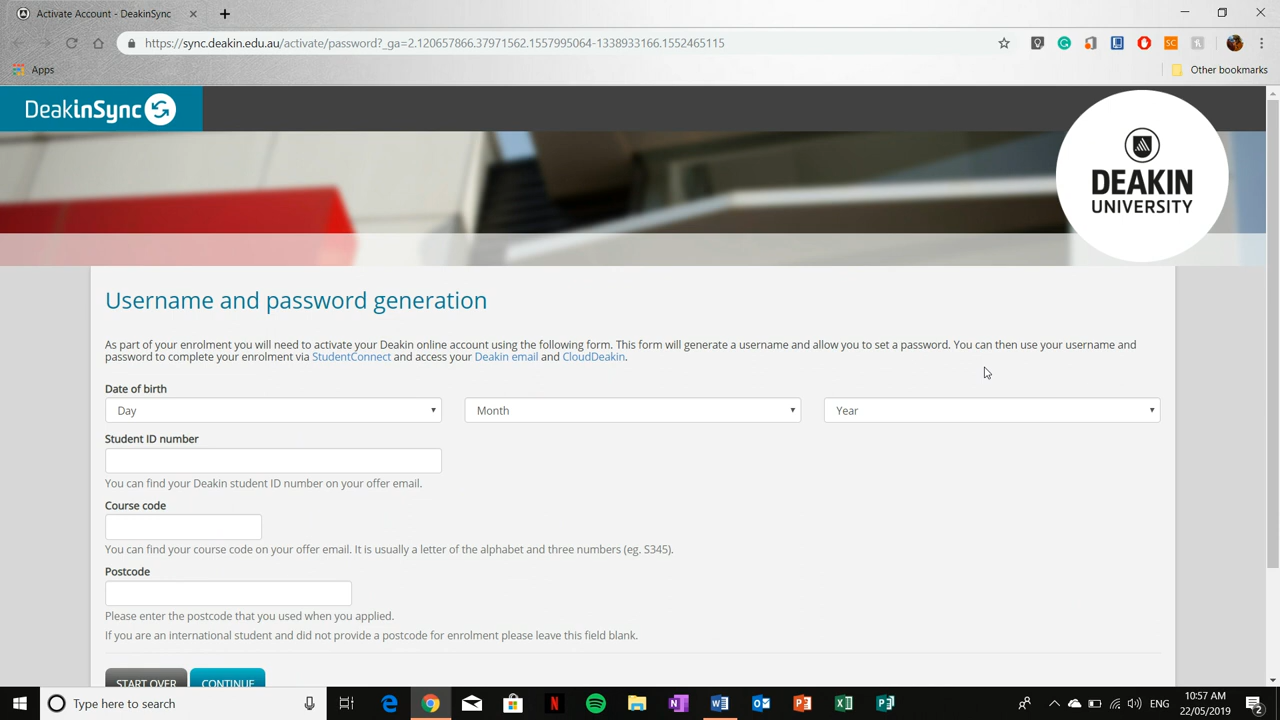 Activate Account - DeakinSync
https://sync.deakin.edu.au/activate/password?_ga=2.120657866.37971562.1557995064-1338933166.1552465115
Apps
Other bookmarks
DeakinSync
DEAKIN
UNIVERSITY
Username and password generation
As part of your enrolment you will need to activate your Deakin online account using the following form. This form will generate a username and allow you to set a password. You can then use your username and
password to complete your enrolment via StudentConnect and access your Deakin email and CloudDeakin.
Date of birth
Day Month Year
Student ID number
You can find your Deakin student ID number on your offer email.
Course code
You can find your course code on your offer email. It is usually a letter of the alphabet and three numbers (eg. S345).
Postcode
Please enter the postcode that you used when you applied.
If you are an international student and did not provide a postcode for enrolment please leave this field blank.
START OVER CONTINUE
Type here to search
ENG
10:57 AM
22/05/2019
2